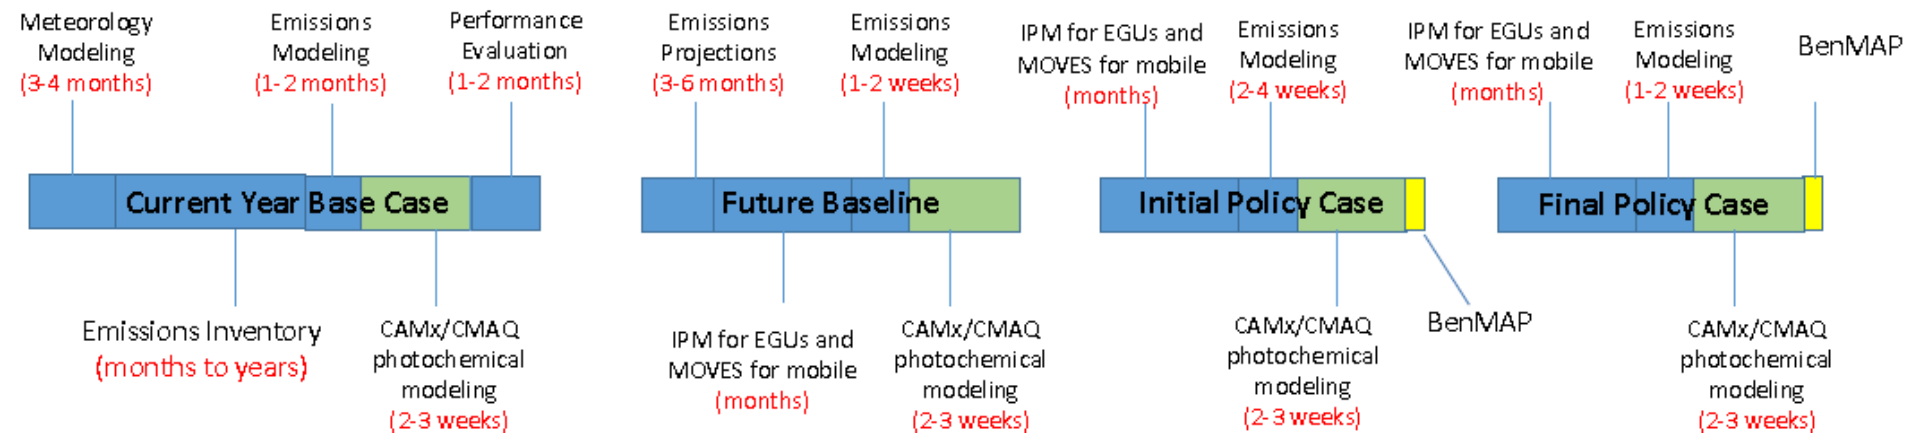 Meteorology
Modeling
(3-4 months)
Emissions
Modeling
(1-2 months)
Performance
Evaluation
(1-2 months)
Current Year Base Case
Emissions Inventory
(months to years)
CAMx/CMAQ
photochemical
modeling
(2-3 weeks)
Emissions
Projections
(3-6 months)
Emissions
Modeling
(1-2 weeks)
Future Baseline
IPM for EGUs and
MOVES for mobile
(months)
CAMx/CMAQ
photochemical
modeling
(2-3 weeks)
IPM for EGUs and
MOVES for mobile
(months)
Emissions
Modeling
(2-4 weeks)
Initial Policy Case
CAMx/CMAQ
photochemical
modeling
(2-3 weeks)
BenMAP
IPM for EGUs and
MOVES for mobile
(months)
Emissions
Modeling
(1-2 weeks)
BenMAP
Final Policy Case
CAMx/CMAQ
photochemical
modeling
(2-3 weeks)